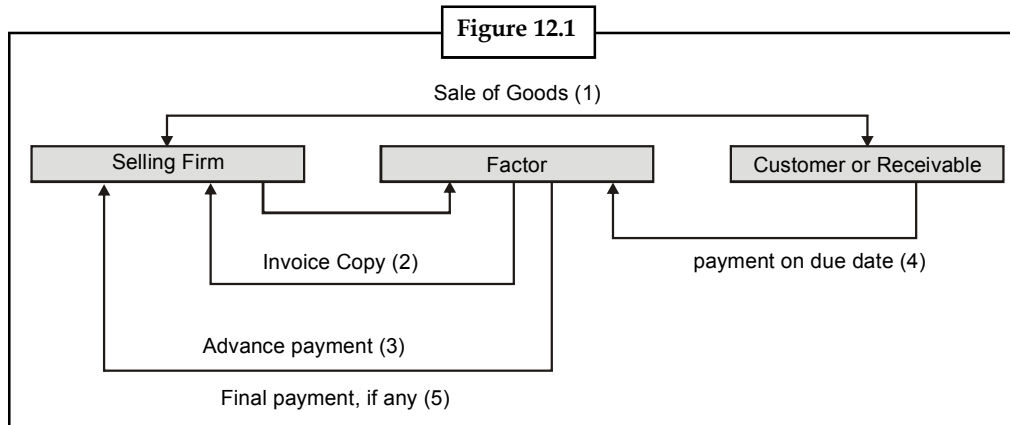 Figure 12.1
Sale of Goods (1)
Selling Firm
Factor
Customer or Receivable
Invoice Copy (2)
payment on due date (4)
Advance payment (3)
Final payment, if any (5)